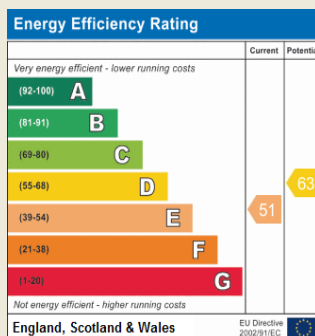 Energy Efficiency Rating
Current Potentia
Very energy efficient - lower running costs
(92-100) A
(81-91) B
(69-80) C
(55-68) D
63
(39-54) E
51
(21-38) F
(1-20) G
Not energy efficient - higher running costs
England, Scotland & Wales
EU Directive
2002/91/EC